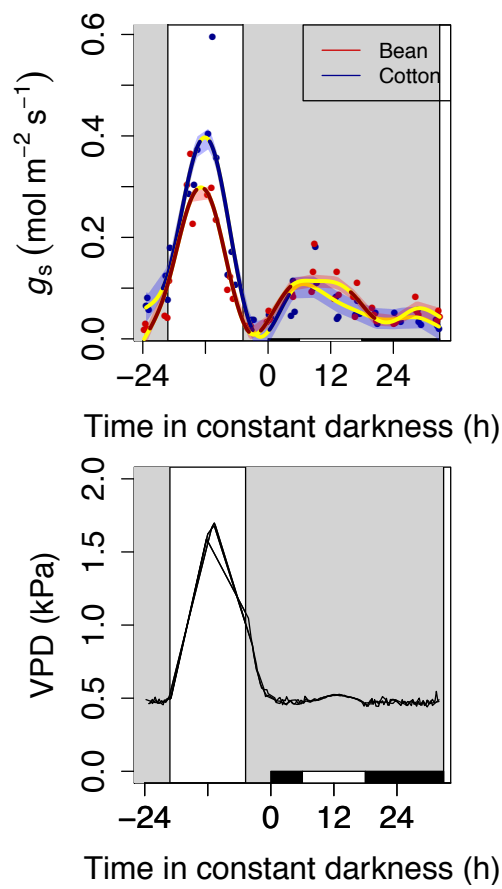 0.6
0.4
0.2
0.0
gs (mol m−2 s−1)
Bean
Cotton
−24 0 12 24
Time in constant darkness (h)
2.0
1.5
1.0
0.5
0.0
VPD (kPa)
−24 0 12 24
Time in constant darkness (h)